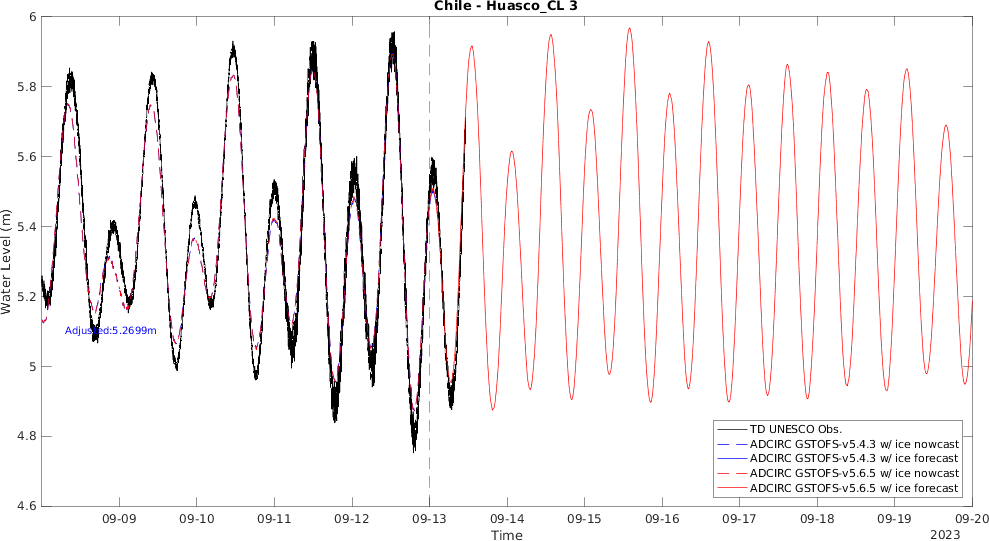 Chile - Huasco_CL 3
6
5.8
5.6
5.4
5.2
5
4.8
4.6
Water Level (m)
Adjusted:5.2699m
TD UNESCO Obs.
ADCIRC GSTOFS-v5.4.3 w/ ice nowcast
ADCIRC GSTOFS-v5.4.3 w/ ice forecast
ADCIRC GSTOFS-v5.6.5 w/ ice nowcast
ADCIRC GSTOFS-v5.6.5 w/ ice forecast
09-09 09-10 09-11 09-12 09-13 09-14 09-15 09-16 09-17 09-18 09-19 09-20
Time
2023